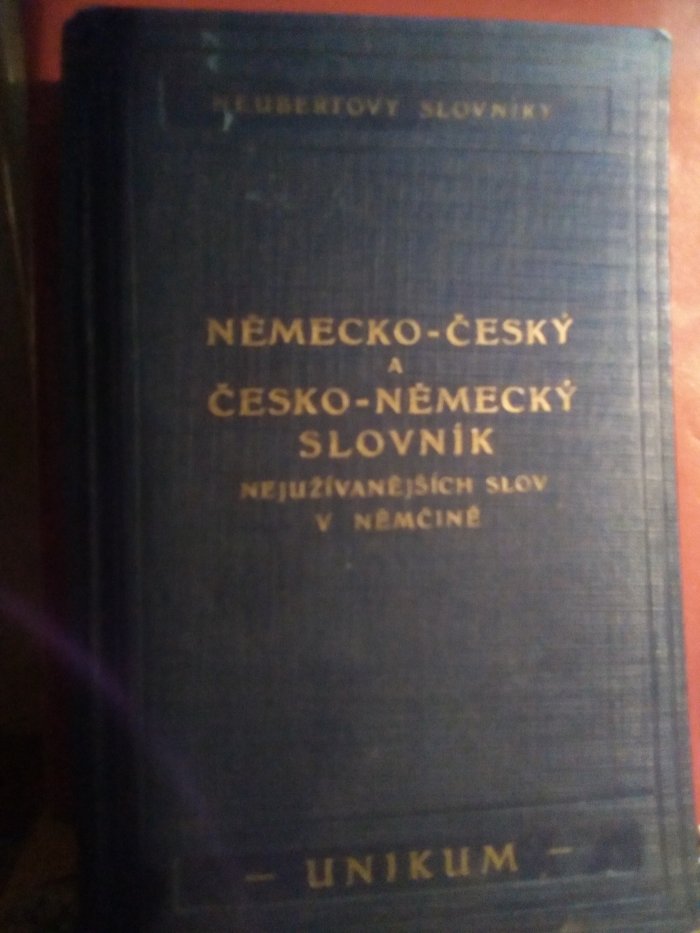 NEUBERTOVY SLOVNÍKY
NĚMECKO-ČESKÝ
A
ČESKO-NĚMECKÝ
SLOVNÍK
NEJUŽÍVANĚJŠÍCH SLOV
V NĚMČINĚ
- UNIKUM -